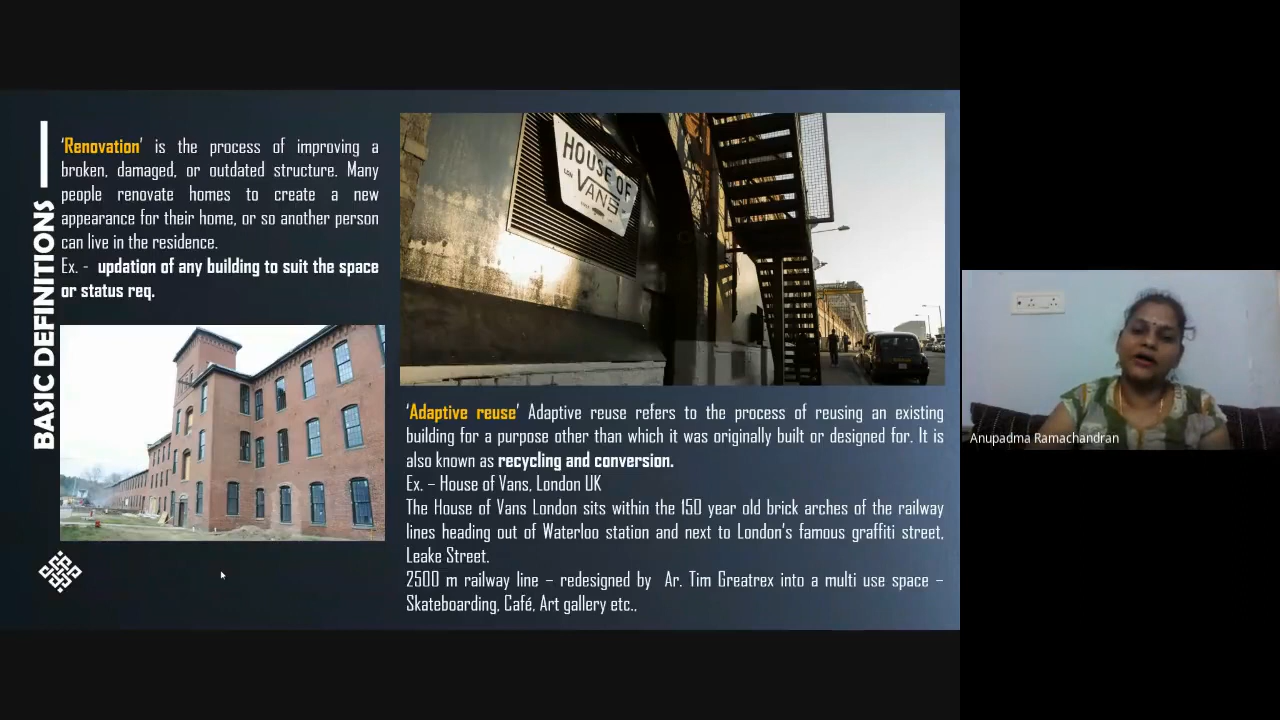 BASIC DEFINITIONS
‘Renovation’ is the process of improving a
broken, damaged, or outdated structure. Many
people renovate homes to create a new
appearance for their home, or so another person
can live in the residence.
Ex. - updation of any building to suit the space
or status req.
HOUSE OF
VANS
‘Adaptive reuse’ Adaptive reuse refers to the process of reusing an existing
building for a purpose other than which it was originally built or designed for. It is
also known as recycling and conversion.
Ex. – House of Vans, London UK
The House of Vans London sits within the 150 year old brick arches of the railway
lines heading out of Waterloo station and next to London’s famous graffiti street,
Leake Street.
2500 m railway line – redesigned by Ar. Tim Greatrex into a multi use space –
Skateboarding, Café, Art gallery etc.,
Anupadma Ramachandran